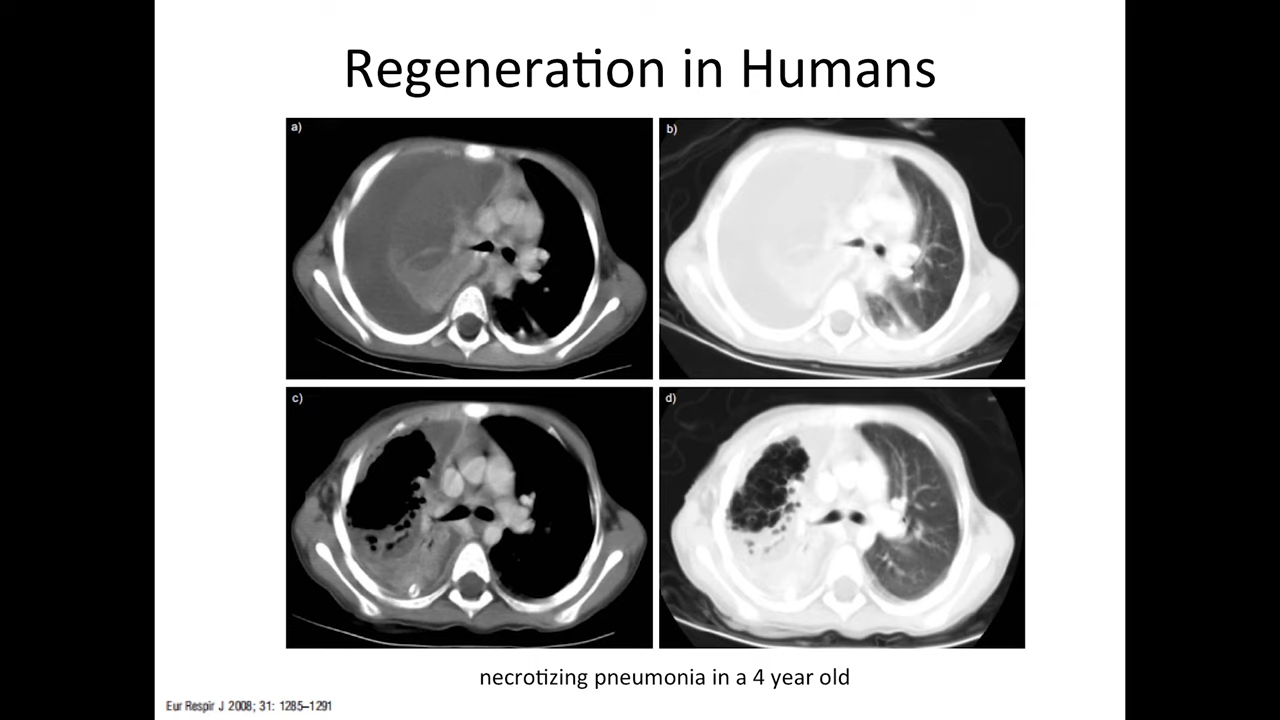 Regeneration in Humans
a)
b)
c)
d)
necrotizing pneumonia in a 4 year old
Eur Respir J 2008; 31: 1285–1291